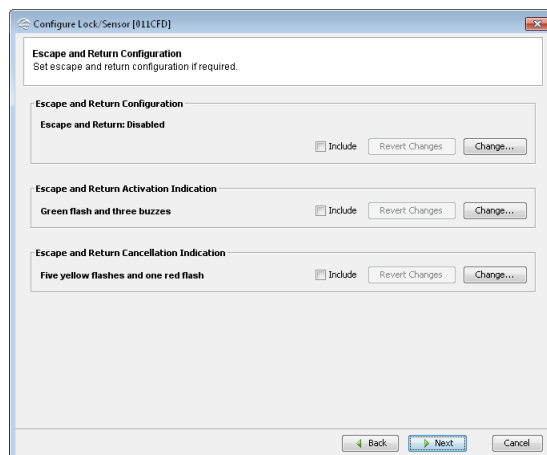 Configure Lock/Sensor [011CFD]
Escape and Return Configuration
Set escape and return configuration if required.
Escape and Return Configuration
Escape and Return: Disabled
Include Revert Changes Change...
Escape and Return Activation Indication
Green flash and three buzzes Include Revert Changes Change...
Escape and Return Cancellation Indication
Five yellow flashes and one red flash Include Revert Changes Change...
Back Next Cancel